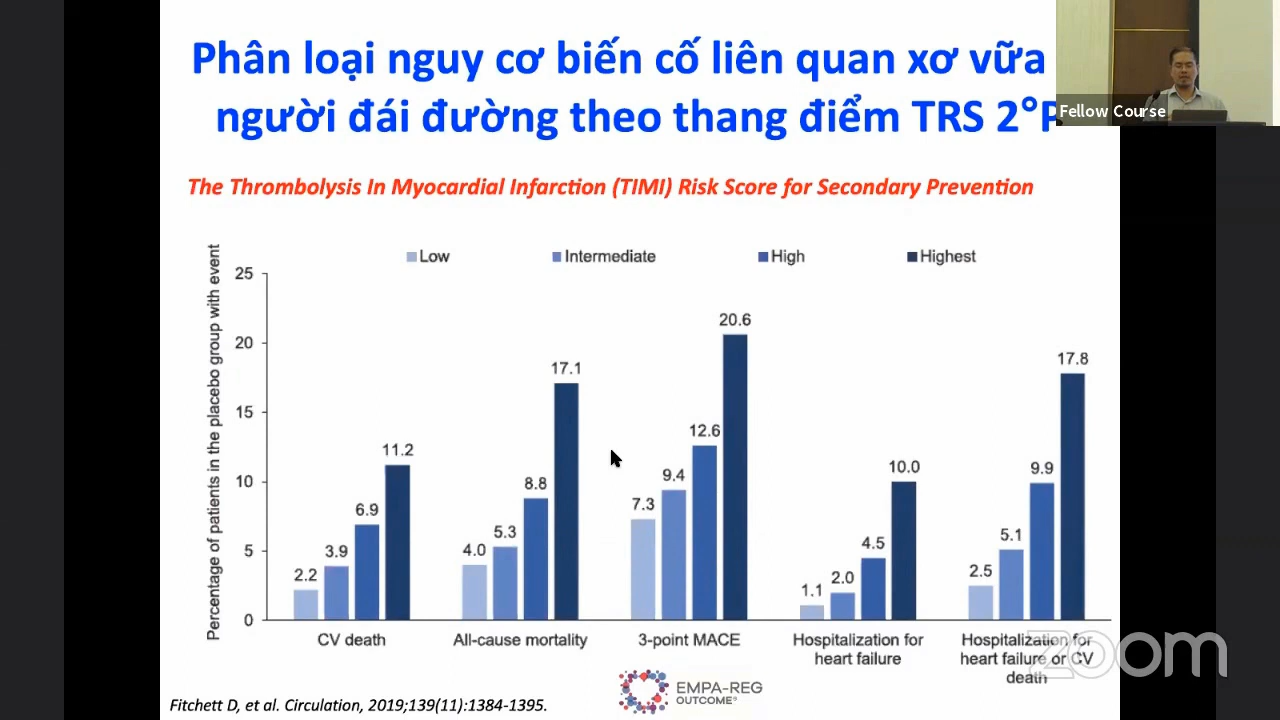 Phân loại nguy cơ biến cố liên quan xơ vữa
người đái đường theo thang điểm TRS 2°P
Fellow Course
The Thrombolysis In Myocardial Infarction (TIMI) Risk Score for Secondary Prevention
Low Intermediate High Highest
Percentage of patients in the placebo group with event
25
20
15
10
5
0
2.2 3.9 6.9 11.2
4.0 5.3 8.8 17.1
7.3 9.4 12.6 20.6
1.1 2.0 4.5 10.0
2.5 5.1 9.9 17.8
CV death
All-cause mortality
3-point MACE
Hospitalization for
heart failure
Hospitalization for
heart failure or CV
death
zoom
EMPA-REG
OUTCOME®
Fitchett D, et al. Circulation, 2019;139(11):1384-1395.